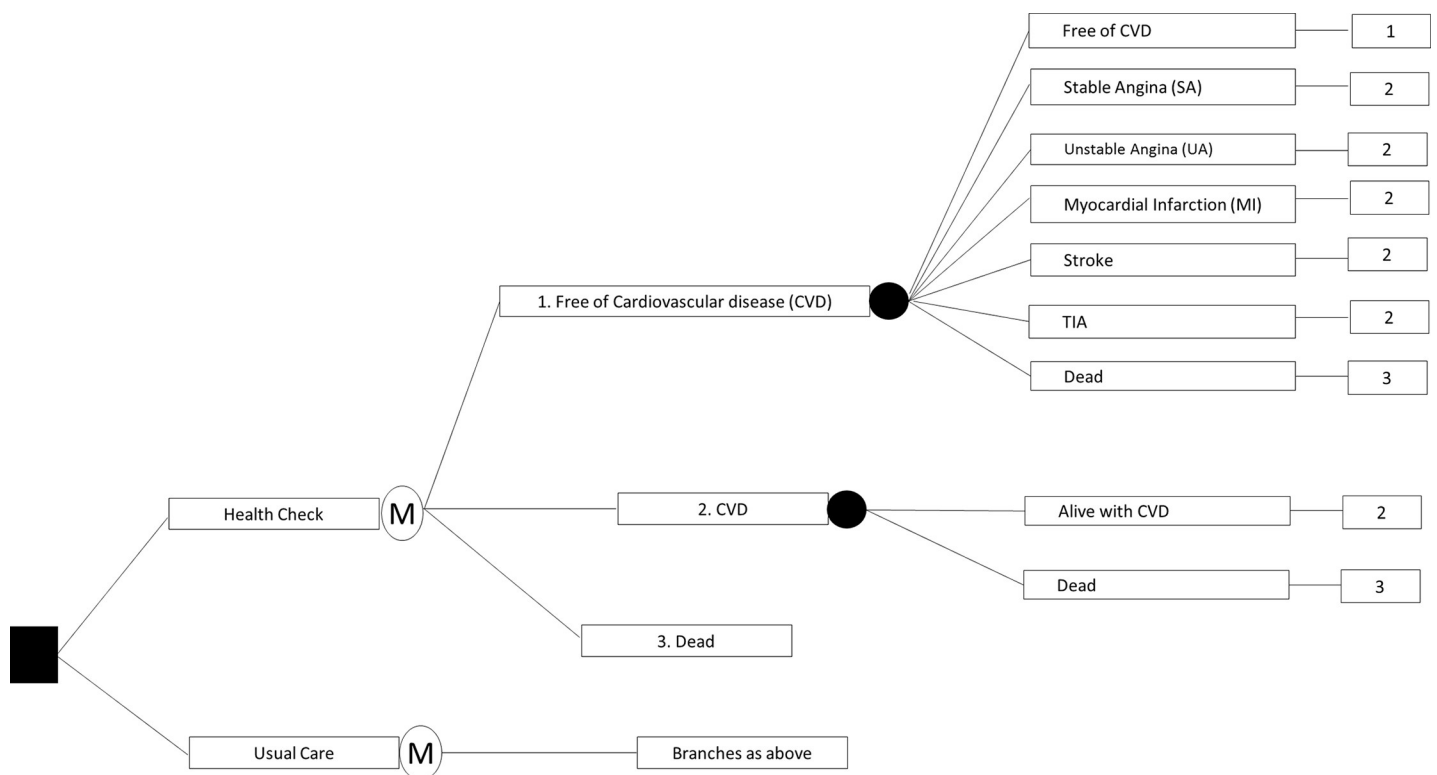 Free of CVD 1
Stable Angina (SA) 2
Unstable Angina (UA) 2
Myocardial Infarction (MI) 2
Stroke 2
1. Free of Cardiovascular disease (CVD)
TIA 2
Dead 3
Health Check M 2. CVD Alive with CVD 2
Dead 3
3. Dead
Usual Care M Branches as above